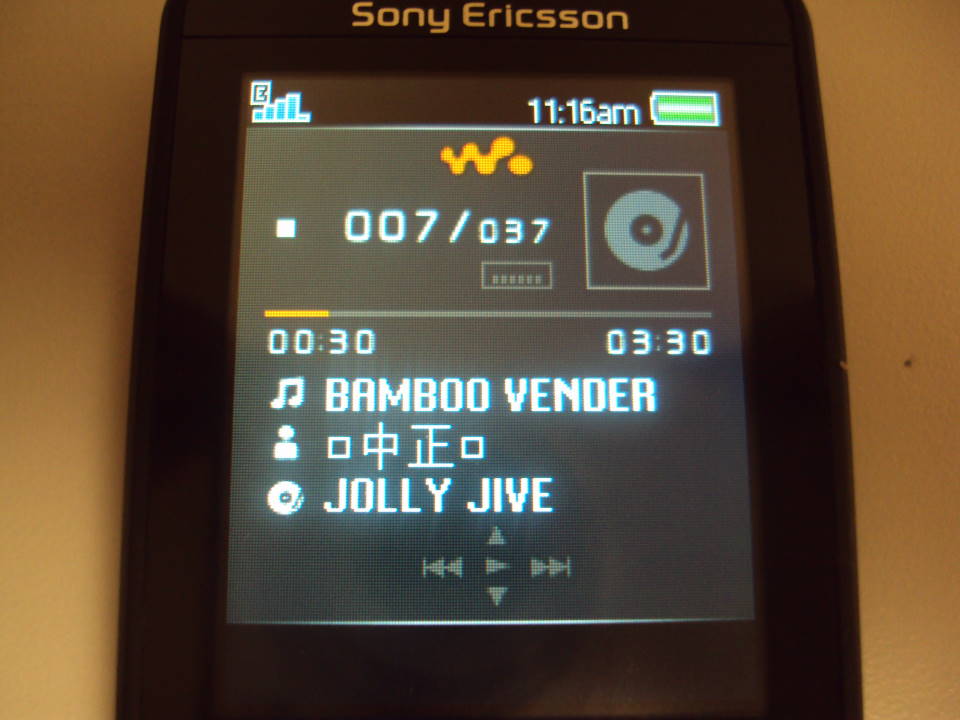 Sony Ericsson
E
11:16am
007/037
00:30 03:30
BAMBOO VENDER
□中正□
JOLLY JIVE